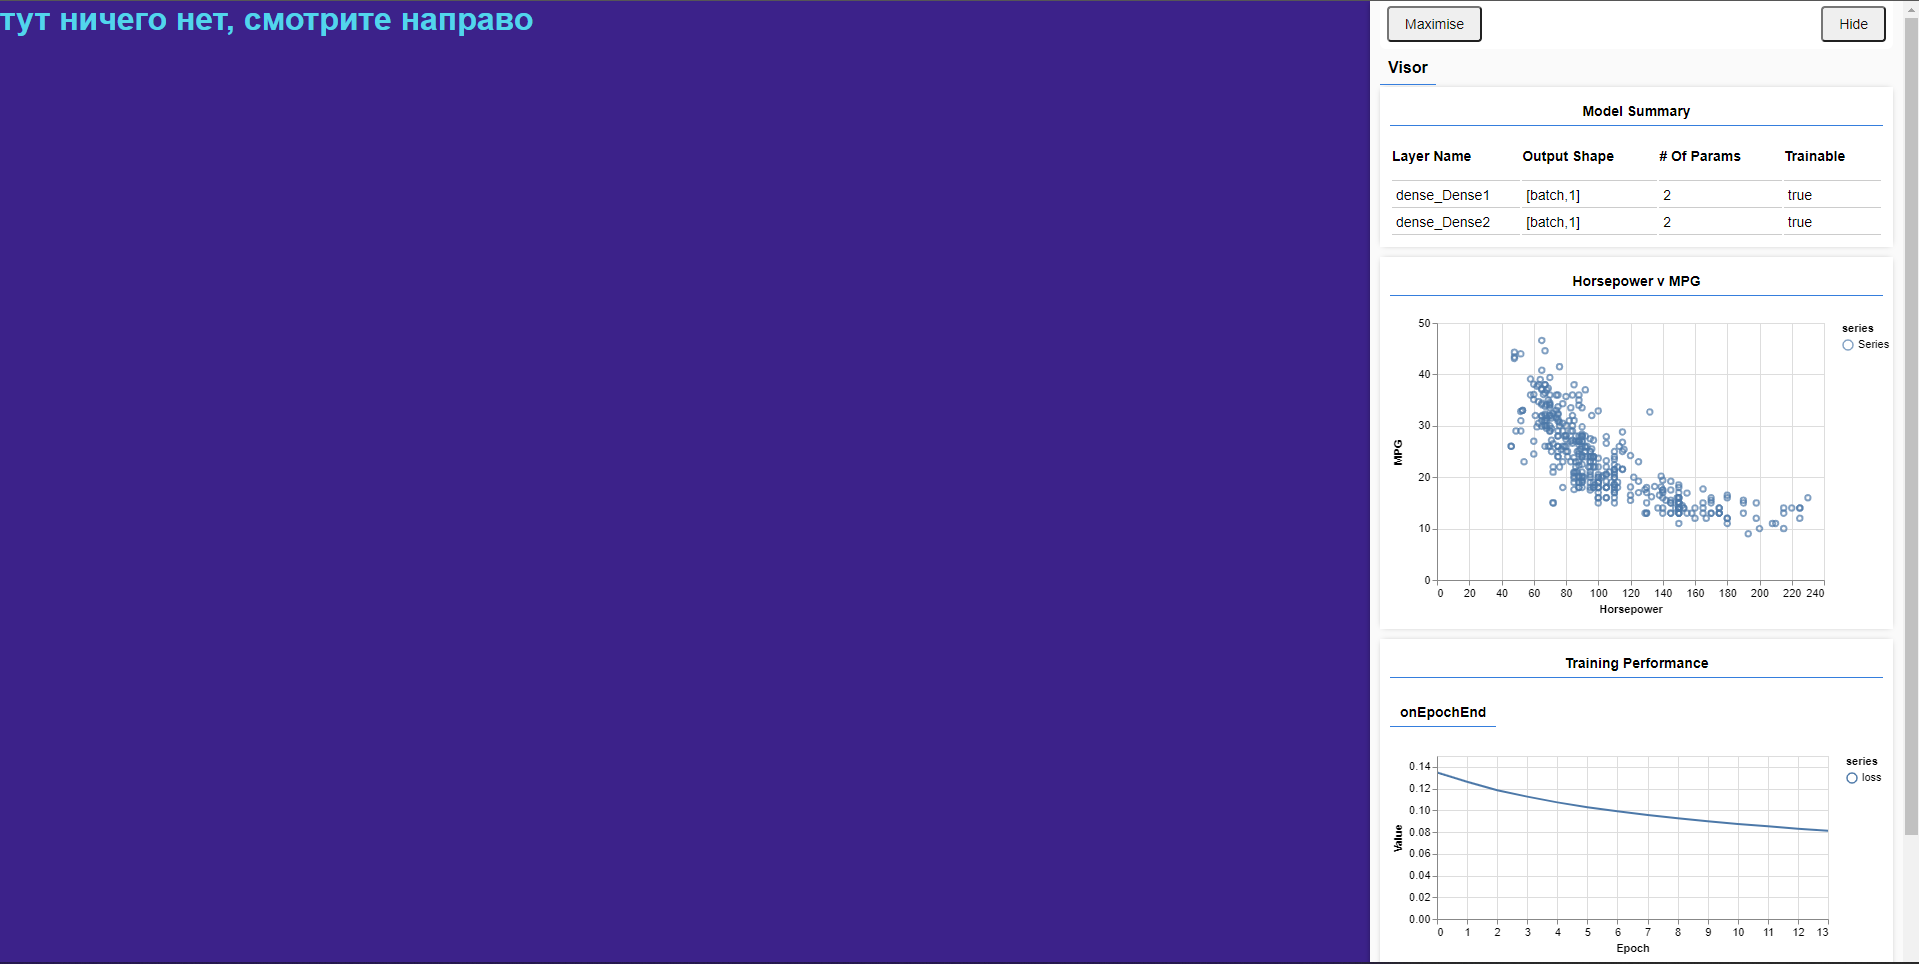 тут ничего нет, смотрите направо
Maximise
Hide
Visor
Model Summary
Layer Name Output Shape # Of Params Trainable
dense_Dense1 [batch,1] 2 true
dense_Dense2 [batch,1] 2 true
Horsepower v MPG
50
40
30
20
10
0
MPG
0 20 40 60 80 100 120 140 160 180 200 220 240
Horsepower
series
Series
Training Performance
onEpochEnd
0.14
0.12
0.10
0.08
0.06
0.04
0.02
0.00
Value
0 1 2 3 4 5 6 7 8 9 10 11 12 13
Epoch
series
loss